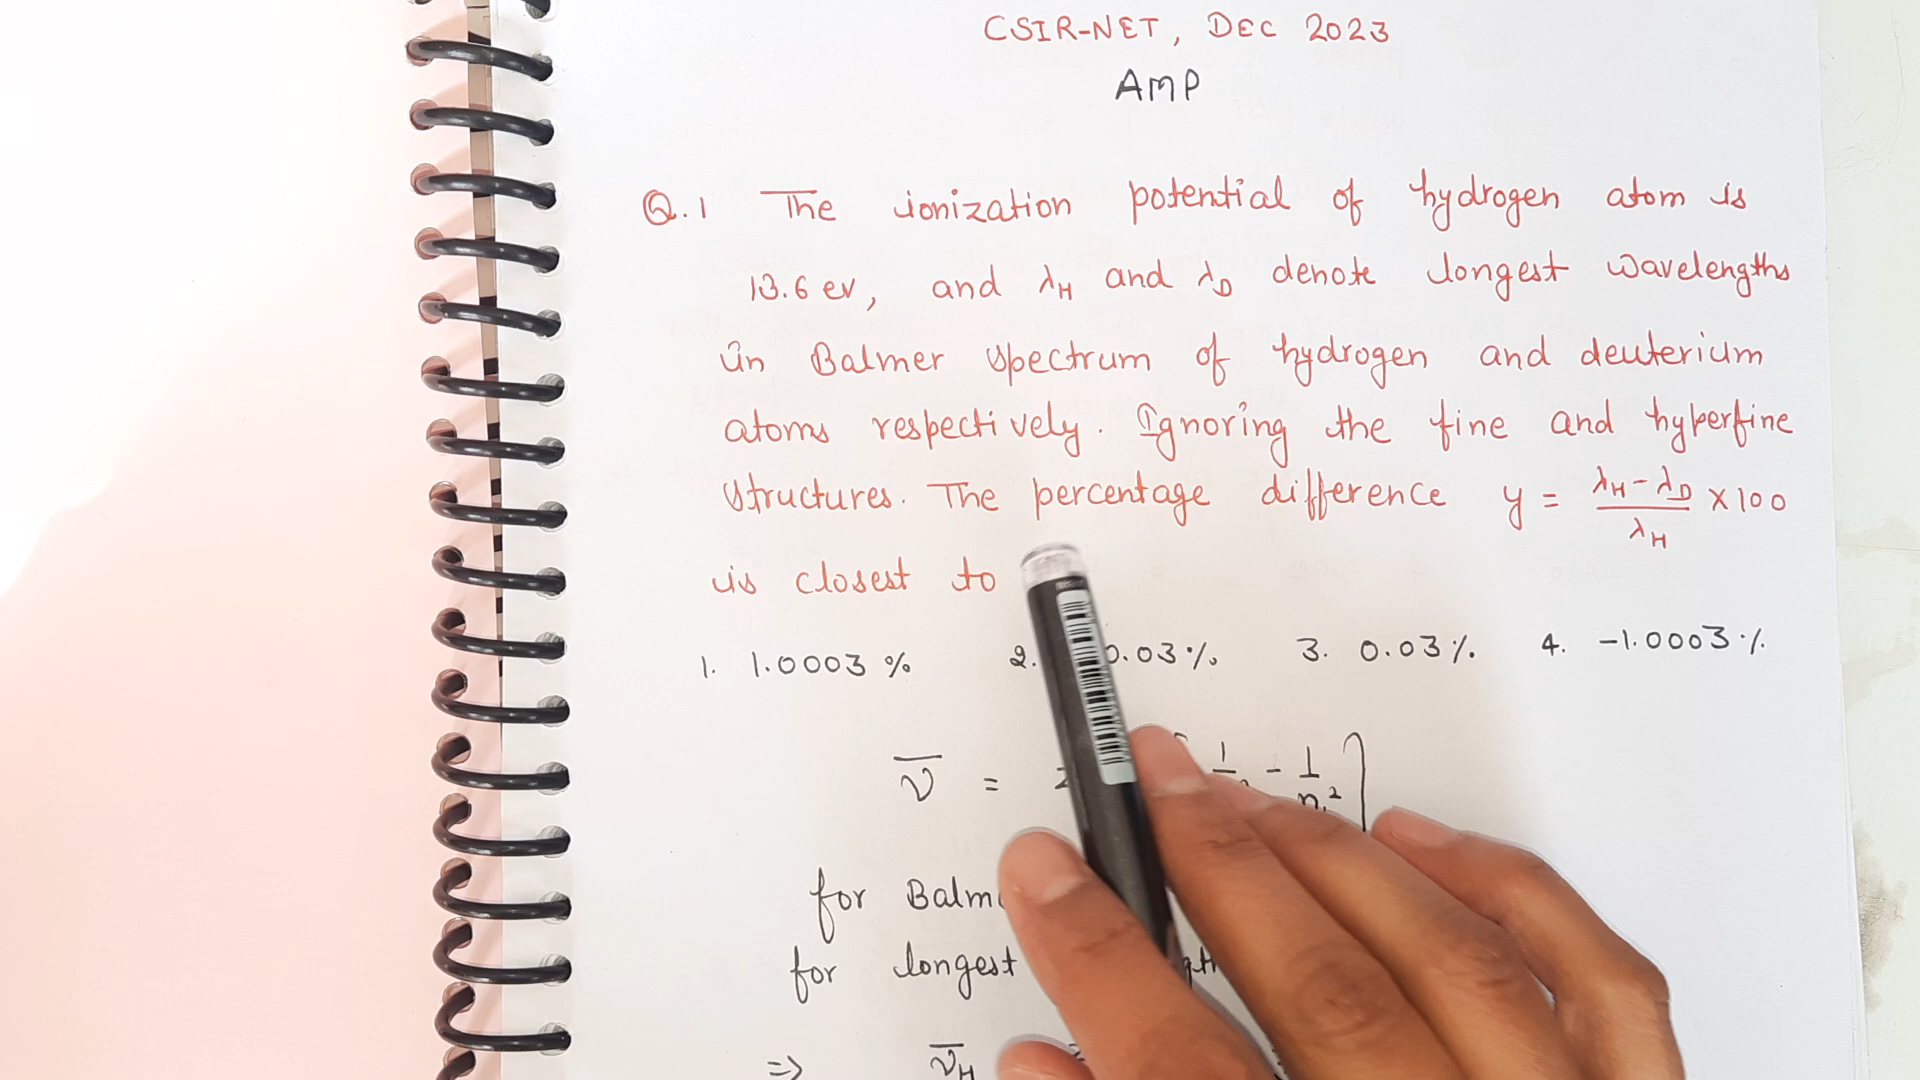 CSIR-NET, DEC 2023
AMP
Q.1 The ionization potential of hydrogen atom is
13.6 ev, and λH and λD denote longest wavelengths
in Balmer spectrum of hydrogen and deuterium
atoms respectively. Ignoring the fine and hyperfine
structures. The percentage difference y = (λH - λD)/λH × 100
is closest to
1. 1.0003 % 2. 0.03% 3. 0.03% 4. -1.0003%
ν̅ = 1 - 1/n²
for
for longest
⇒ ν̅H